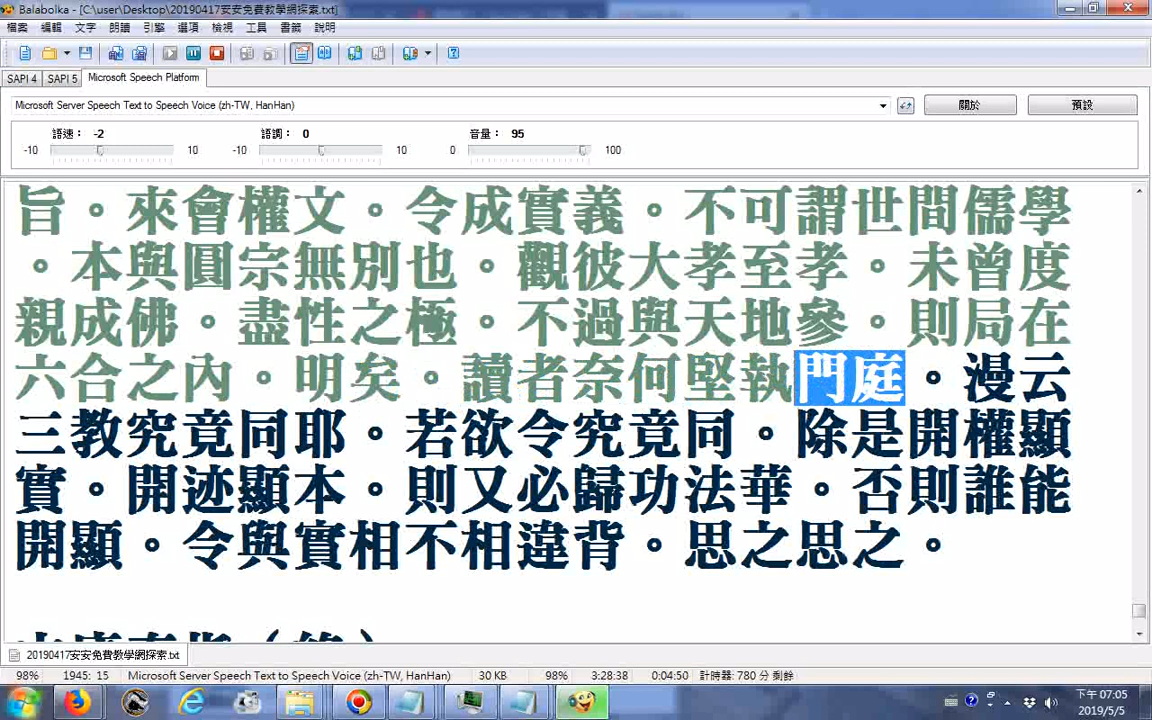 Balabolka - [C:\user\Desktop\20190417安安免費教學網探索.txt]
檔案 編輯 文字 朗讀 引擎 選項 檢視 工具 書籤 說明
SAPI 4 SAPI 5 Microsoft Speech Platform
Microsoft Server Speech Text to Speech Voice (zh-TW, HanHan) 關於 預設
語速： -2 語調： 0 音量： 95
-10 10 -10 10 0 100
旨。來會權文。令成實義。不可謂世間儒學
。本與圓宗無別也。觀彼大孝至孝。未曾度
親成佛。盡性之極。不過與天地參。則局在
六合之內。明矣。讀者奈何堅執門庭。漫云
三教究竟同耶。若欲令究竟同。除是開權顯
實。開迹顯本。則又必歸功法華。否則誰能
開顯。令與實相不相違背。思之思之。
20190417安安免費教學網探索.txt
98% 1945: 15 Microsoft Server Speech Text to Speech Voice (zh-TW, HanHan) 30 KB 98% 3:28:38 0:04:50 計時器: 780 分 剩餘
下午 07:05
2019/5/5